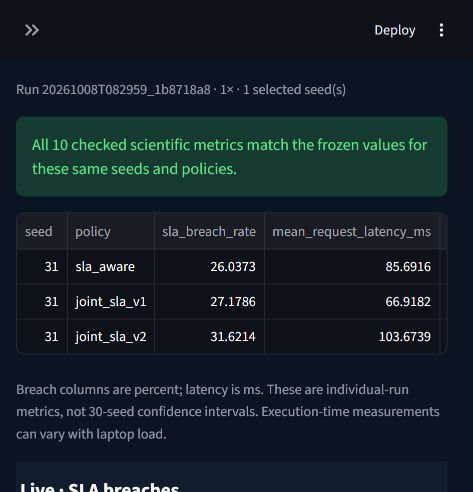 Deploy
Run 20261008T082959_1b8718a8 · 1× · 1 selected seed(s)
All 10 checked scientific metrics match the frozen values for
these same seeds and policies.
seed policy sla_breach_rate mean_request_latency_ms
31 sla_aware 26.0373 85.6916
31 joint_sla_v1 27.1786 66.9182
31 joint_sla_v2 31.6214 103.6739
Breach columns are percent; latency is ms. These are individual-run
metrics, not 30-seed confidence intervals. Execution-time measurements
can vary with laptop load.
Live · SLA breaches